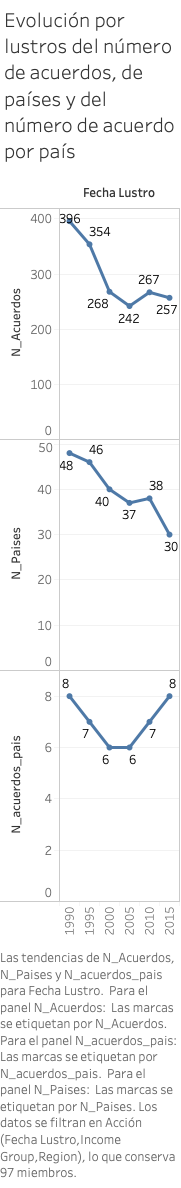 Evolución por
lustros del número
de acuerdos, de
países y del
número de acuerdo
por país
Fecha Lustro
N_Acuerdos
400
300
200
100
0
396
354
268
242
267
257
N_Paises
50
40
30
20
10
0
48
46
40
37
38
30
N_acuerdos_pais
8
6
4
2
0
8
7
6
6
7
8
1990
1995
2000
2005
2010
2015
Las tendencias de N_Acuerdos,
N_Paises y N_acuerdos_pais
para Fecha Lustro.  Para el
panel N_Acuerdos:  Las marcas
se etiquetan por N_Acuerdos.
Para el panel N_acuerdos_pais:
Las marcas se etiquetan por
N_acuerdos_pais.  Para el
panel N_Paises:  Las marcas se
etiquetan por N_Paises. Los
datos se filtran en Acción
(Fecha Lustro,Income
Group,Region), lo que conserva
97 miembros.